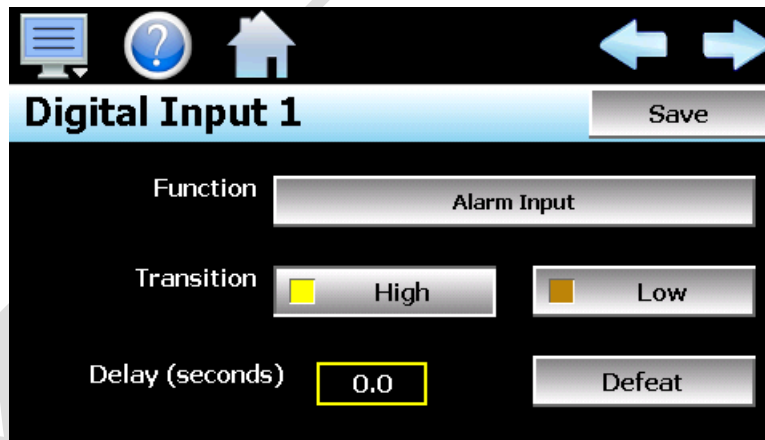 ?
Digital Input 1
Save
Function
Alarm Input
Transition
High
Low
Delay (seconds)
0.0
Defeat